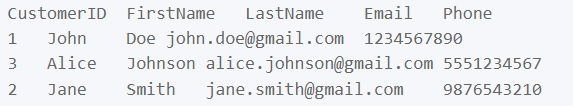 CustomerID FirstName LastName Email Phone
1 John Doe john.doe@gmail.com 1234567890
3 Alice Johnson alice.johnson@gmail.com 5551234567
2 Jane Smith jane.smith@gmail.com 9876543210